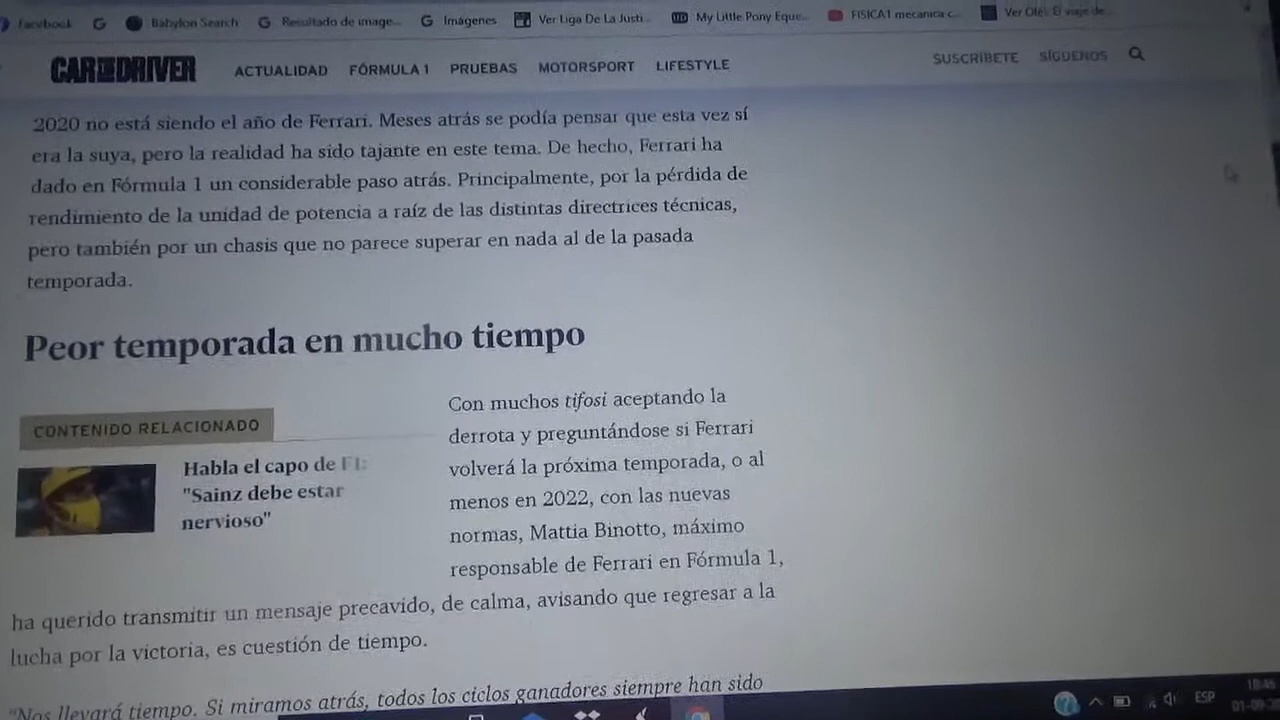 Facebook
Babylon Search
Resultado de image...
Imágenes
Ver Liga De La Justi...
My Little Pony Eque...
FISICA1 mecanica c...
Ver Olé: El viaje de...
CAR AND DRIVER
ACTUALIDAD FÓRMULA 1 PRUEBAS MOTORSPORT LIFESTYLE
SUSCRÍBETE SÍGUENOS
2020 no está siendo el año de Ferrari. Meses atrás se podía pensar que esta vez sí
era la suya, pero la realidad ha sido tajante en este tema. De hecho, Ferrari ha
dado en Fórmula 1 un considerable paso atrás. Principalmente, por la pérdida de
rendimiento de la unidad de potencia a raíz de las distintas directrices técnicas,
pero también por un chasis que no parece superar en nada al de la pasada
temporada.
Peor temporada en mucho tiempo
CONTENIDO RELACIONADO
Habla el capo de F1:
"Sainz debe estar
nervioso"
Con muchos tifosi aceptando la
derrota y preguntándose si Ferrari
volverá la próxima temporada, o al
menos en 2022, con las nuevas
normas, Mattia Binotto, máximo
responsable de Ferrari en Fórmula 1,
ha querido transmitir un mensaje precavido, de calma, avisando que regresar a la
lucha por la victoria, es cuestión de tiempo.
"Nos llevará tiempo. Si miramos atrás, todos los ciclos ganadores siempre han sido
ESP